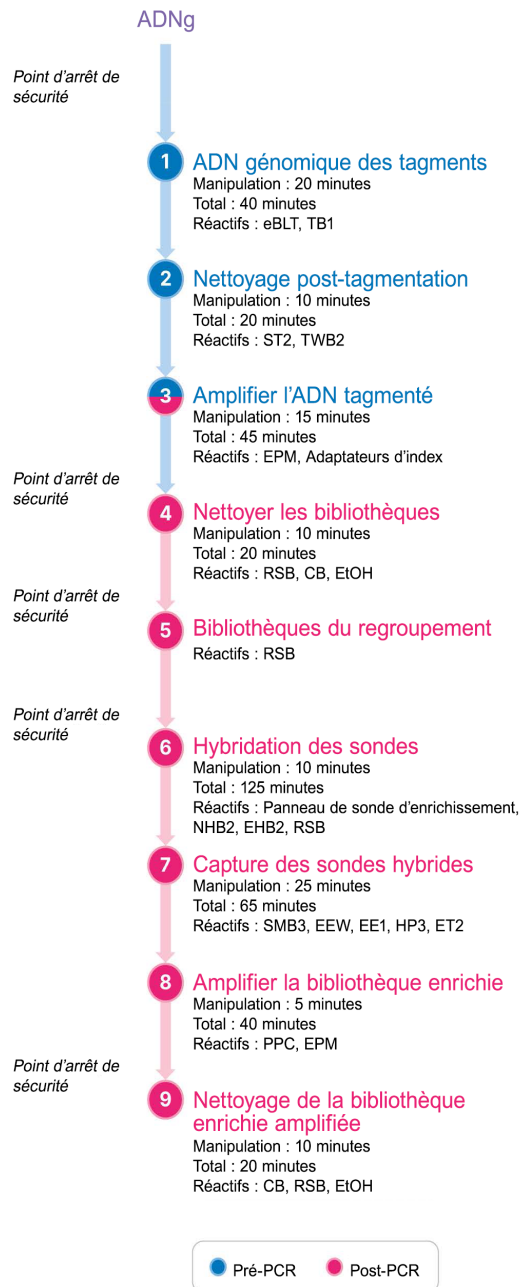 ADNg
Point d'arrêt de
sécurité
1
ADN génomique des tagments
Manipulation : 20 minutes
Total : 40 minutes
Réactifs : eBLT, TB1
2
Nettoyage post-tagmentation
Manipulation : 10 minutes
Total : 20 minutes
Réactifs : ST2, TWB2
3
Amplifier l'ADN tagmenté
Manipulation : 15 minutes
Total : 45 minutes
Réactifs : EPM, Adaptateurs d'index
Point d'arrêt de
sécurité
4
Nettoyer les bibliothèques
Manipulation : 10 minutes
Total : 20 minutes
Réactifs : RSB, CB, EtOH
Point d'arrêt de
sécurité
5
Bibliothèques du regroupement
Réactifs : RSB
Point d'arrêt de
sécurité
6
Hybridation des sondes
Manipulation : 10 minutes
Total : 125 minutes
Réactifs : Panneau de sonde d'enrichissement,
NHB2, EHB2, RSB
7
Capture des sondes hybrides
Manipulation : 25 minutes
Total : 65 minutes
Réactifs : SMB3, EEW, EE1, HP3, ET2
8
Amplifier la bibliothèque enrichie
Manipulation : 5 minutes
Total : 40 minutes
Réactifs : PPC, EPM
Point d'arrêt de
sécurité
9
Nettoyage de la bibliothèque
enrichie amplifiée
Manipulation : 10 minutes
Total : 20 minutes
Réactifs : CB, RSB, EtOH
Pré-PCR
Post-PCR